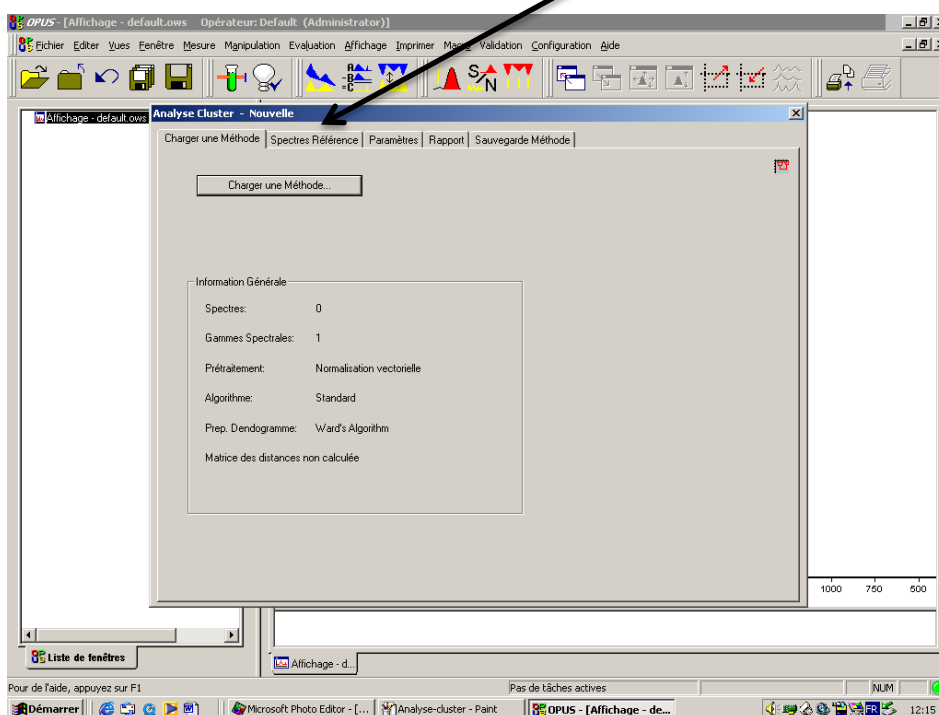 OPUS - [Affichage - default.ows Opérateur: Default (Administrator)]
Fichier Editer Vues Fenêtre Mesure Manipulation Evaluation Affichage Imprimer Macro Validation Configuration Aide
Affichage - default.ows
Analyse Cluster - Nouvelle
Charger une Méthode Spectres Référence Paramètres Rapport Sauvegarde Méthode
Charger une Méthode...
Information Générale
Spectres: 0
Gammes Spectrales: 1
Prétraitement: Normalisation vectorielle
Algorithme: Standard
Prep. Dendogramme: Ward's Algorithm
Matrice des distances non calculée
1000 750 500
Liste de fenêtres
Affichage - d...
Pour de l'aide, appuyez sur F1 Pas de tâches actives NUM
Démarrer Microsoft Photo Editor - [... Analyse-cluster - Paint OPUS - [Affichage - de... FR 12:15